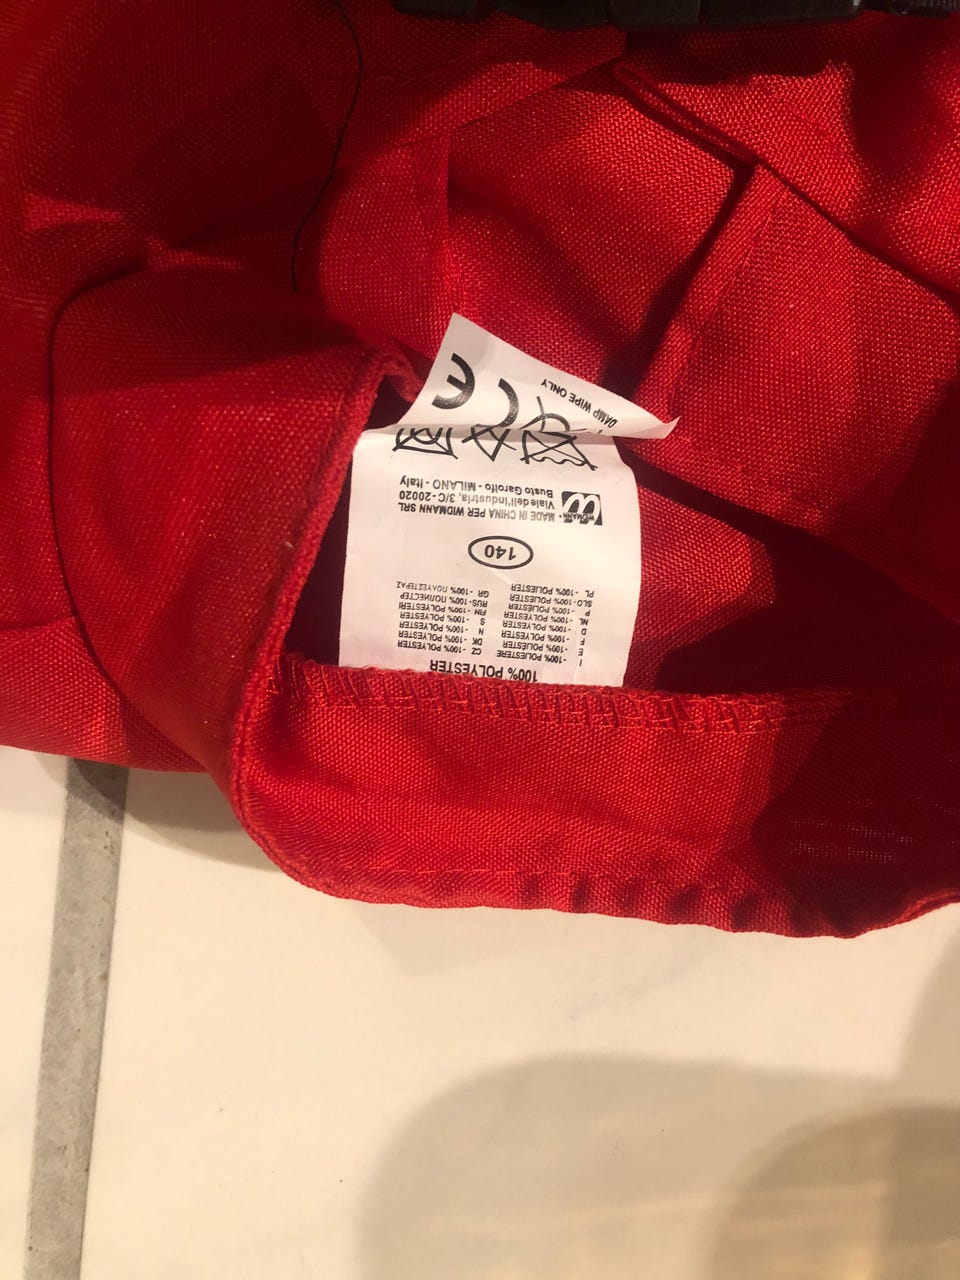 100% POLYESTER
I -100% POLIESTERE
E -100% POLIESTER
F -100% POLYESTER
D -100% POLYESTER
NL -100% POLYESTER
P -100% POLIESTER
SLO -100% POLIESTER
PL -100% POLIESTER
CZ -100% POLYESTER
DK -100% POLYESTER
N -100% POLYESTER
S -100% POLYESTER
FIN -100% POLYESTERI
RUS -100%
GR -100%
140
WIDMANN
MADE IN CHINA PER WIDMANN SRL
Viale dell'industria, 3/C - 20020
Busto Garolfo - MILANO - Italy
DAMP WIPE ONLY
CE